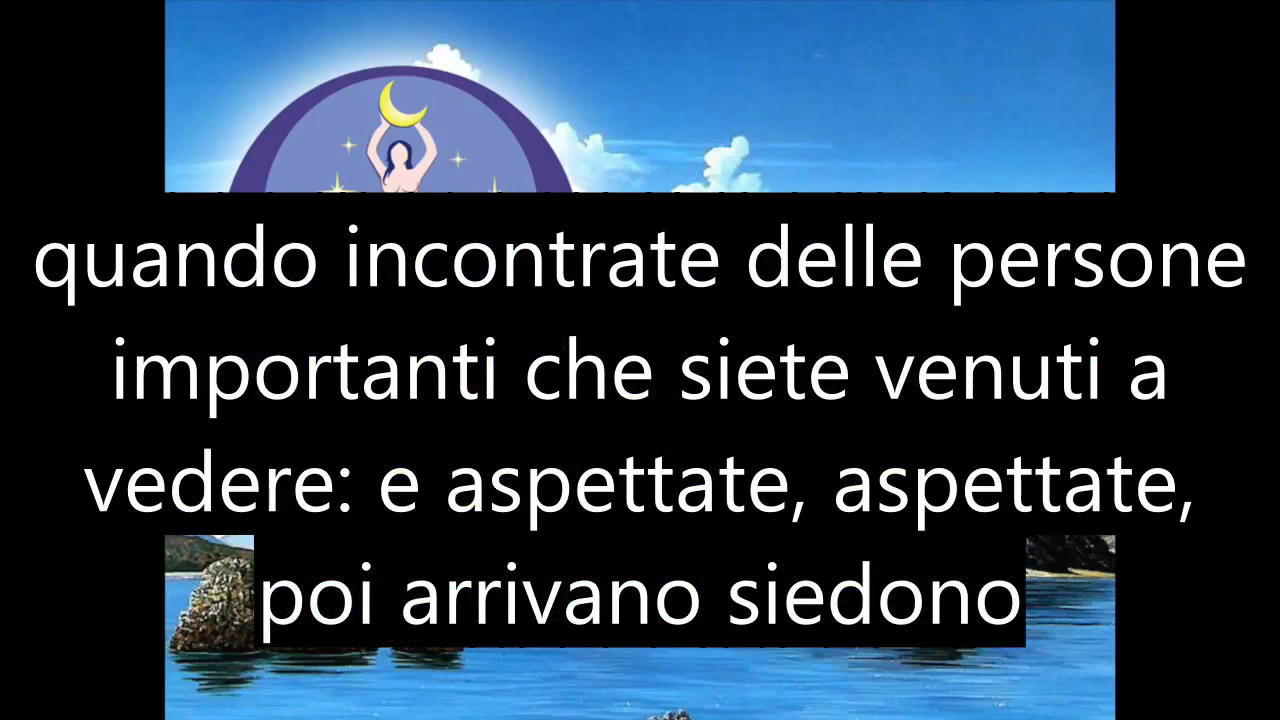 quando incontrate delle persone
importanti che siete venuti a
vedere: e aspettate, aspettate,
poi arrivano siedono